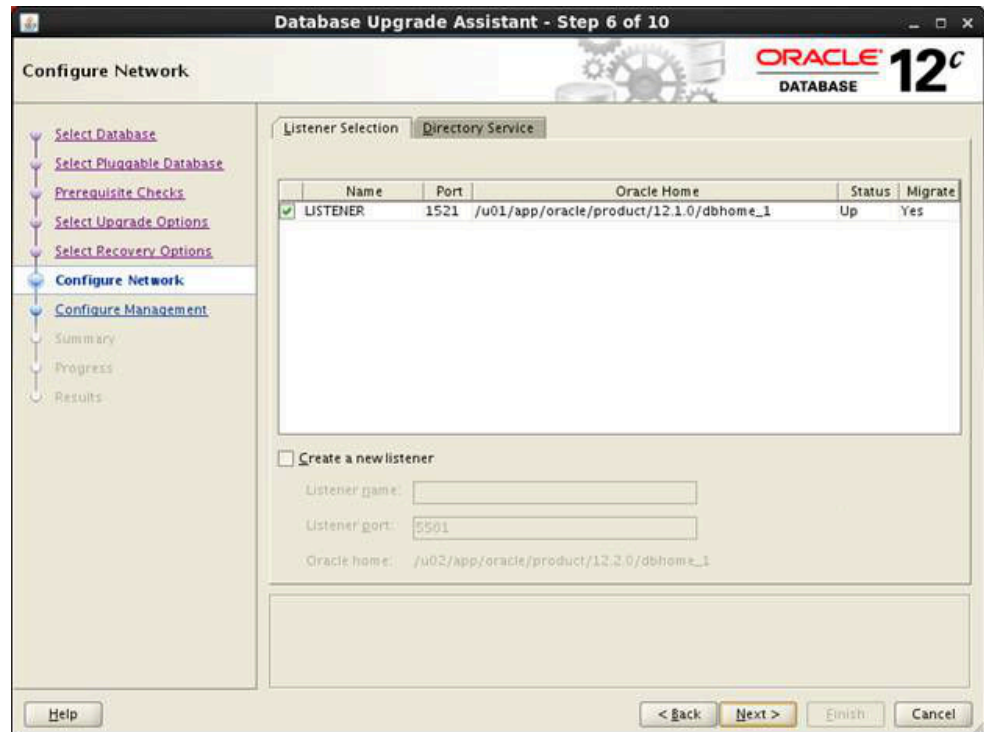 Database Upgrade Assistant - Step 6 of 10
Configure Network
ORACLE DATABASE 12c
Select Database
Select Pluggable Database
Prerequisite Checks
Select Upgrade Options
Select Recovery Options
Configure Network
Configure Management
Summary
Progress
Results
Listener Selection Directory Service
Name Port Oracle Home Status Migrate
LISTENER 1521 /u01/app/oracle/product/12.1.0/dbhome_1 Up Yes
Create a new listener
Listener name:
Listener port: 5501
Oracle home: /u02/app/oracle/product/12.2.0/dbhome_1
Help < Back Next > Finish Cancel